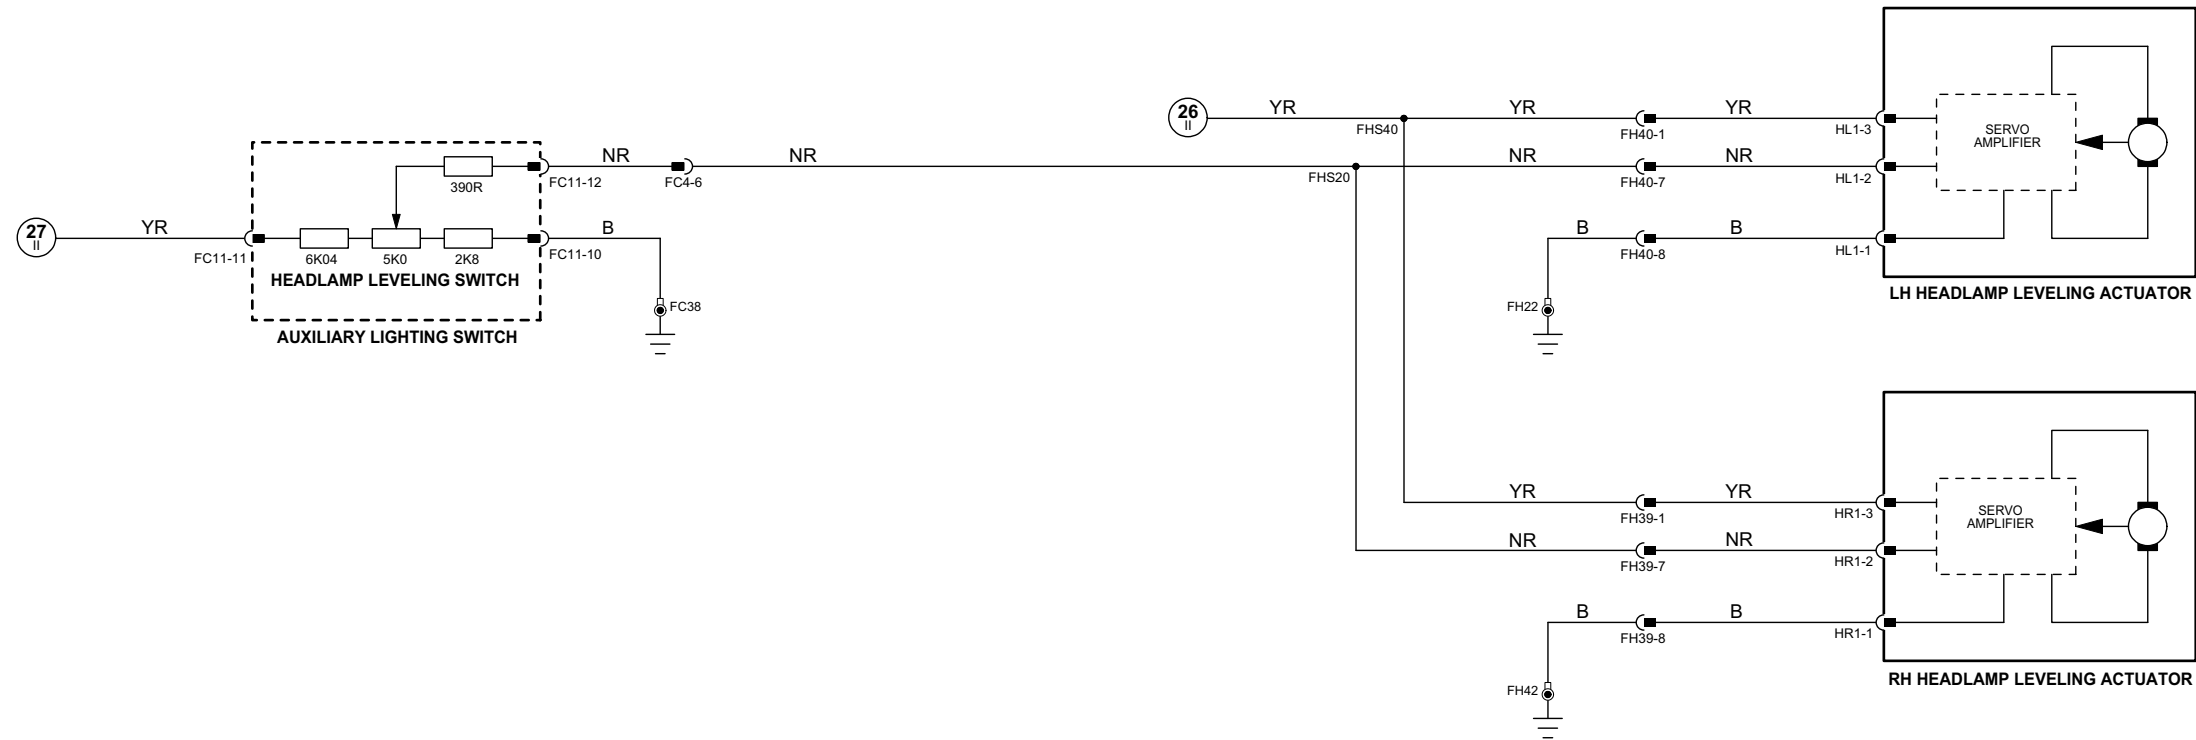 27
II
YR
FC11-11
6K04
5K0
2K8
390R
HEADLAMP LEVELING SWITCH
AUXILIARY LIGHTING SWITCH
FC11-12
NR
FC4-6
NR
FC11-10
B
FC38
26
II
YR
FHS40
YR
FH40-1
YR
HL1-3
FHS20
NR
FH40-7
NR
HL1-2
B
FH40-8
B
HL1-1
FH22
SERVO
AMPLIFIER
LH HEADLAMP LEVELING ACTUATOR
YR
FH39-1
YR
HR1-3
NR
FH39-7
NR
HR1-2
B
FH39-8
B
HR1-1
FH42
SERVO
AMPLIFIER
RH HEADLAMP LEVELING ACTUATOR